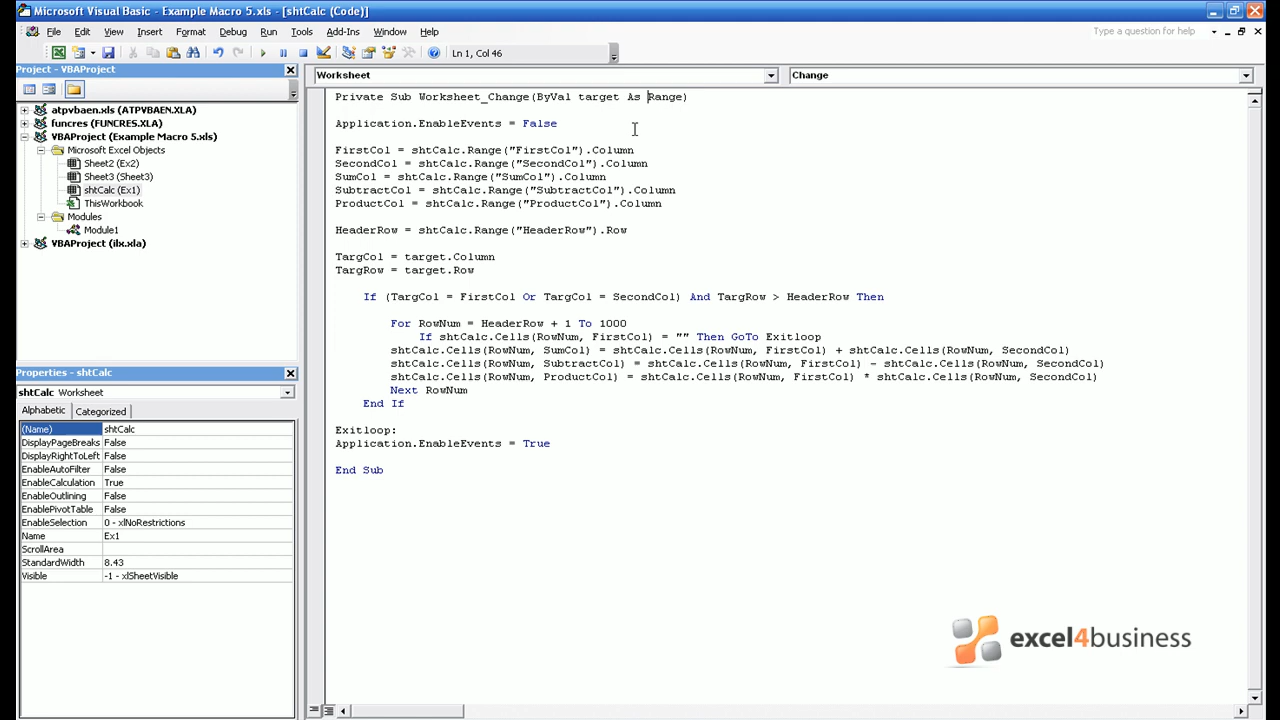 Microsoft Visual Basic - Example Macro 5.xls - [shtCalc (Code)]
File Edit View Insert Format Debug Run Tools Add-Ins Window Help
Type a question for help
Ln 1, Col 46
Project - VBAProject
atpvbaen.xls (ATPVBAEN.XLA)
funcres (FUNCRES.XLA)
VBAProject (Example Macro 5.xls)
Microsoft Excel Objects
Sheet2 (Ex2)
Sheet3 (Sheet3)
shtCalc (Ex1)
ThisWorkbook
Modules
Module1
VBAProject (ilx.xla)
Properties - shtCalc
shtCalc Worksheet
Alphabetic Categorized
(Name) shtCalc
DisplayPageBreaks False
DisplayRightToLeft False
EnableAutoFilter False
EnableCalculation True
EnableOutlining False
EnablePivotTable False
EnableSelection 0 - xlNoRestrictions
Name Ex1
ScrollArea
StandardWidth 8.43
Visible -1 - xlSheetVisible
Worksheet Change
Private Sub Worksheet_Change(ByVal target As Range)
Application.EnableEvents = False
FirstCol = shtCalc.Range("FirstCol").Column
SecondCol = shtCalc.Range("SecondCol").Column
SumCol = shtCalc.Range("SumCol").Column
SubtractCol = shtCalc.Range("SubtractCol").Column
ProductCol = shtCalc.Range("ProductCol").Column
HeaderRow = shtCalc.Range("HeaderRow").Row
TargCol = target.Column
TargRow = target.Row
If (TargCol = FirstCol Or TargCol = SecondCol) And TargRow > HeaderRow Then
For RowNum = HeaderRow + 1 To 1000
If shtCalc.Cells(RowNum, FirstCol) = "" Then GoTo Exitloop
shtCalc.Cells(RowNum, SumCol) = shtCalc.Cells(RowNum, FirstCol) + shtCalc.Cells(RowNum, SecondCol)
shtCalc.Cells(RowNum, SubtractCol) = shtCalc.Cells(RowNum, FirstCol) - shtCalc.Cells(RowNum, SecondCol)
shtCalc.Cells(RowNum, ProductCol) = shtCalc.Cells(RowNum, FirstCol) * shtCalc.Cells(RowNum, SecondCol)
Next RowNum
End If
Exitloop:
Application.EnableEvents = True
End Sub
excel4business